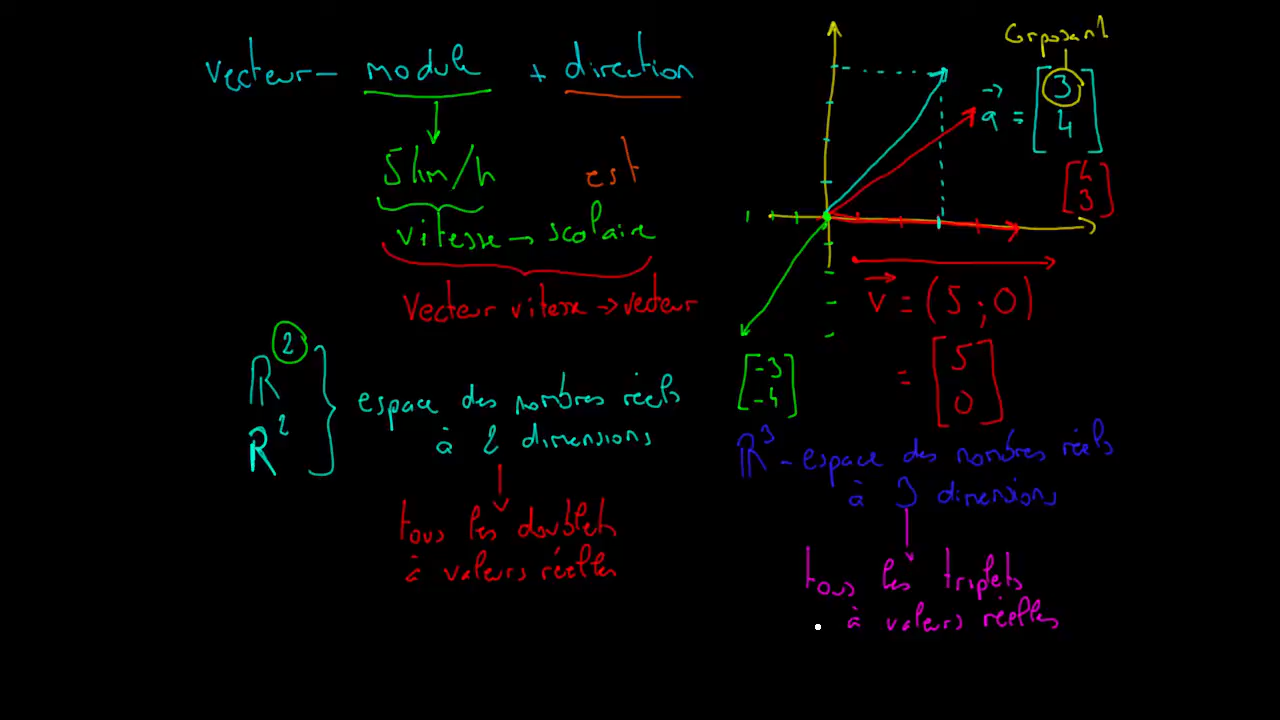 vecteur – module + direction
5 km/h est
vitesse → scolaire
Vecteur vitesse → vecteur
R²
R²
espace des nombres réels
à 2 dimensions
tous les doublets
à valeurs réelles
Composant
a = [3
4]
[4
3]
v = (5 ; 0)
= [5
0]
[-3
-4]
R³ - espace des nombres réels
à 3 dimensions
tous les triplets
à valeurs réelles